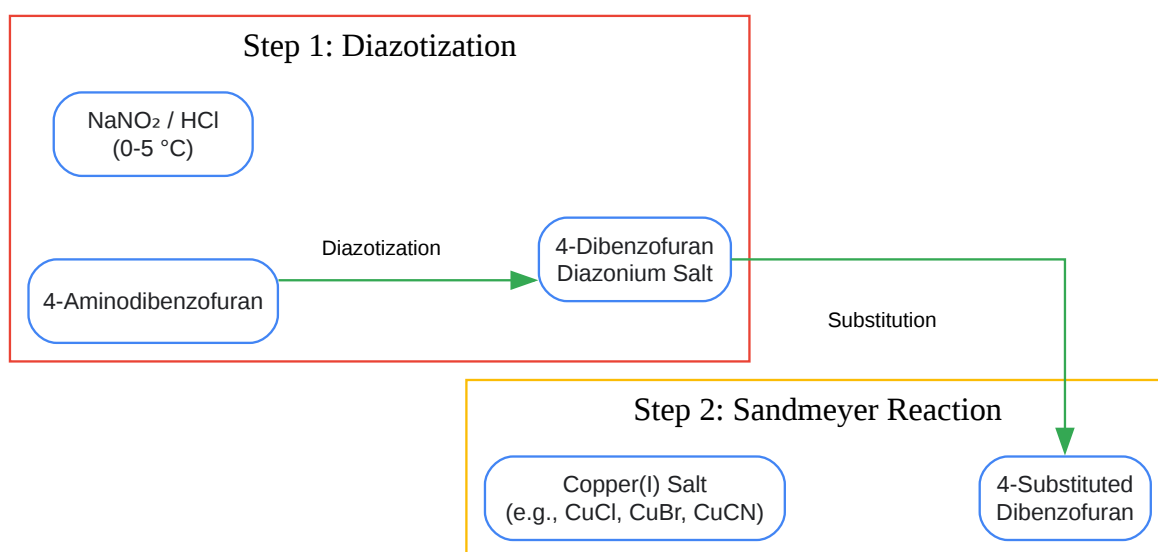 Step 1: Diazotization
NaNO₂ / HCl
(0-5 °C)
Diazotization
4-Aminodibenzofuran
4-Dibenzofuran
Diazonium Salt
Substitution
Step 2: Sandmeyer Reaction
Copper(I) Salt
(e.g., CuCl, CuBr, CuCN)
4-Substituted
Dibenzofuran